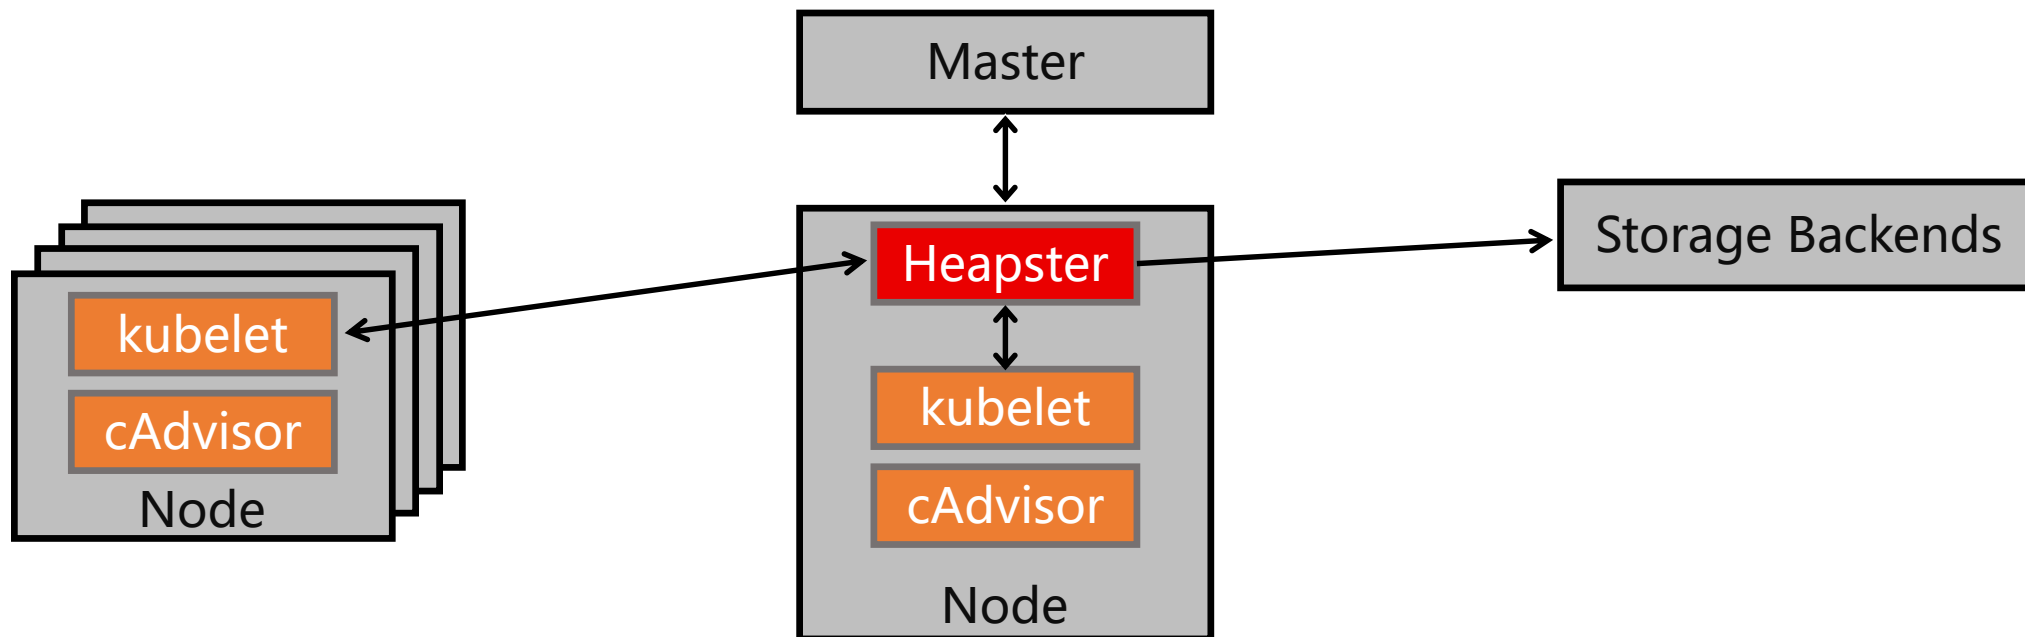 Master
Storage Backends
Heapster
kubelet
cAdvisor
Node
kubelet
cAdvisor
Node